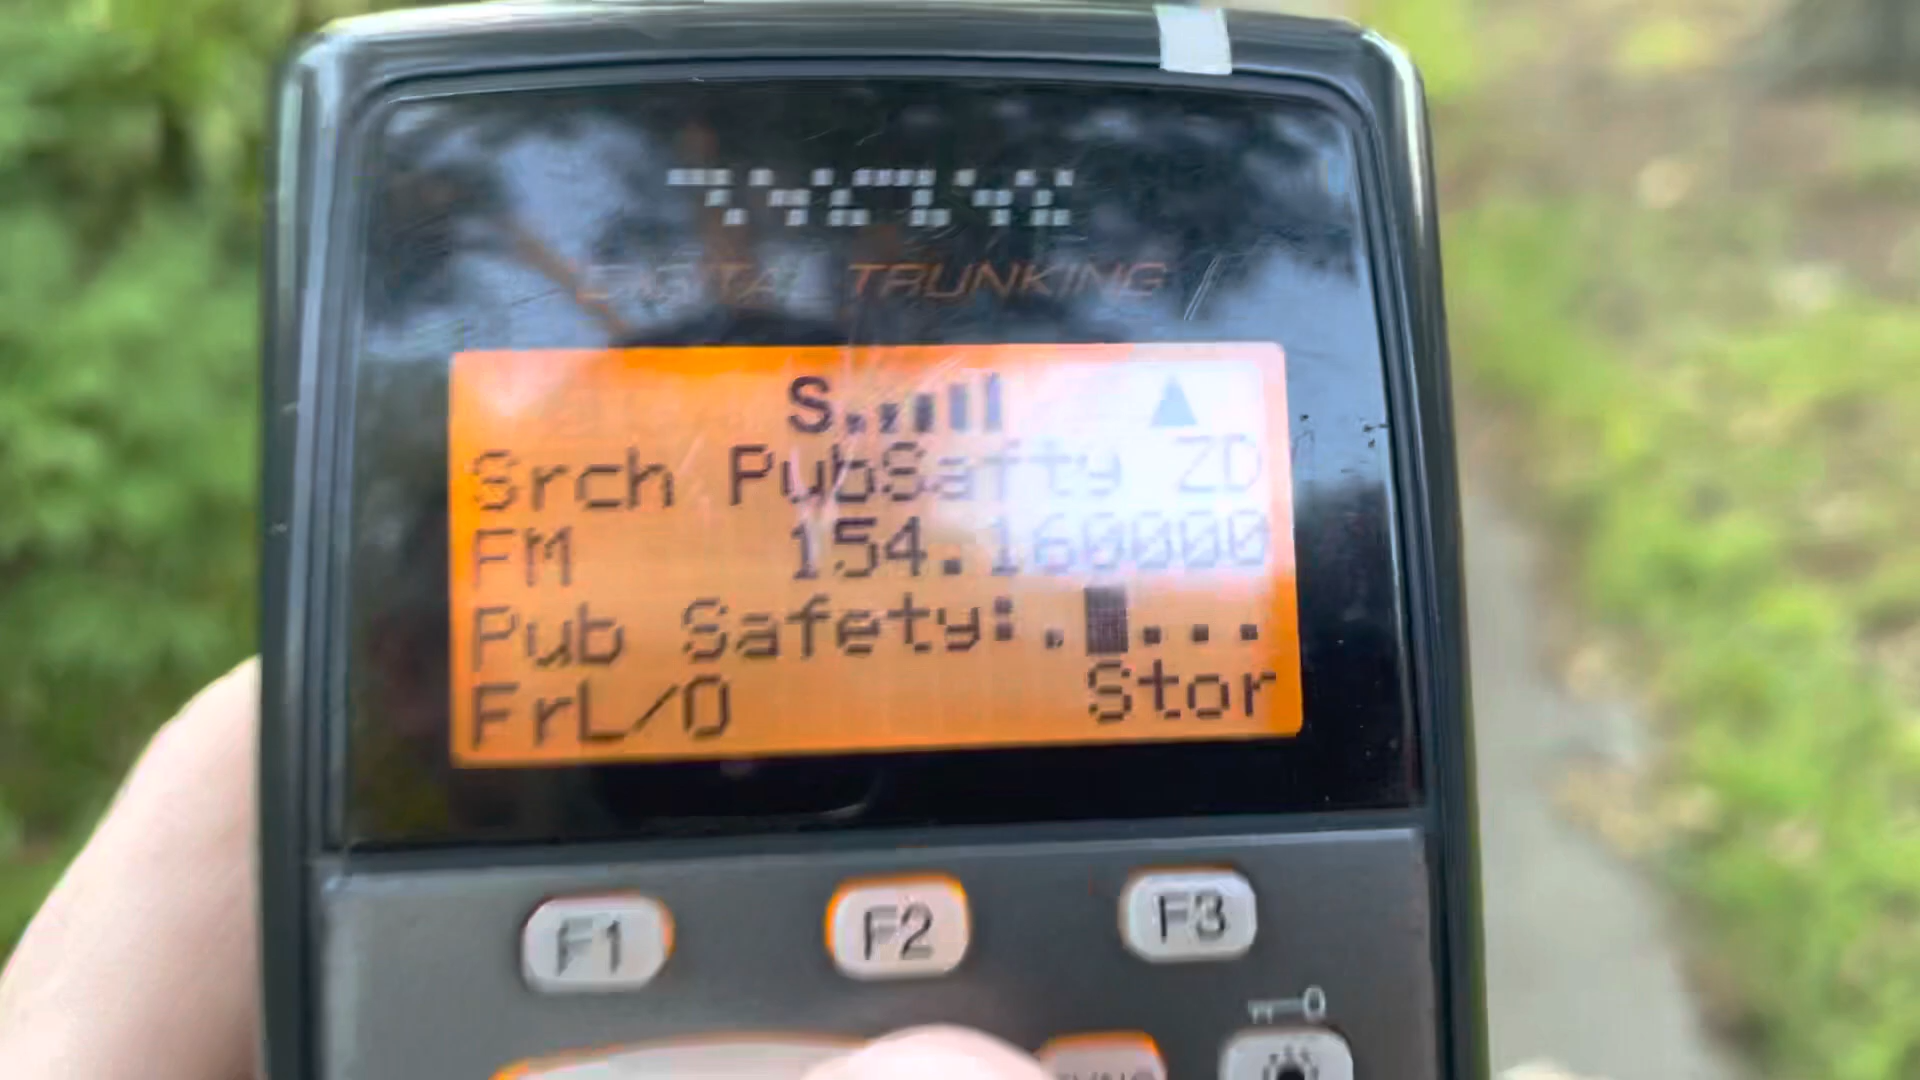 DIGITAL TRUNKING
S
Srch PubSafty ZD
FM 154.160000
Pub Safety:.█...
FrL/O Stor
F1 F2 F3